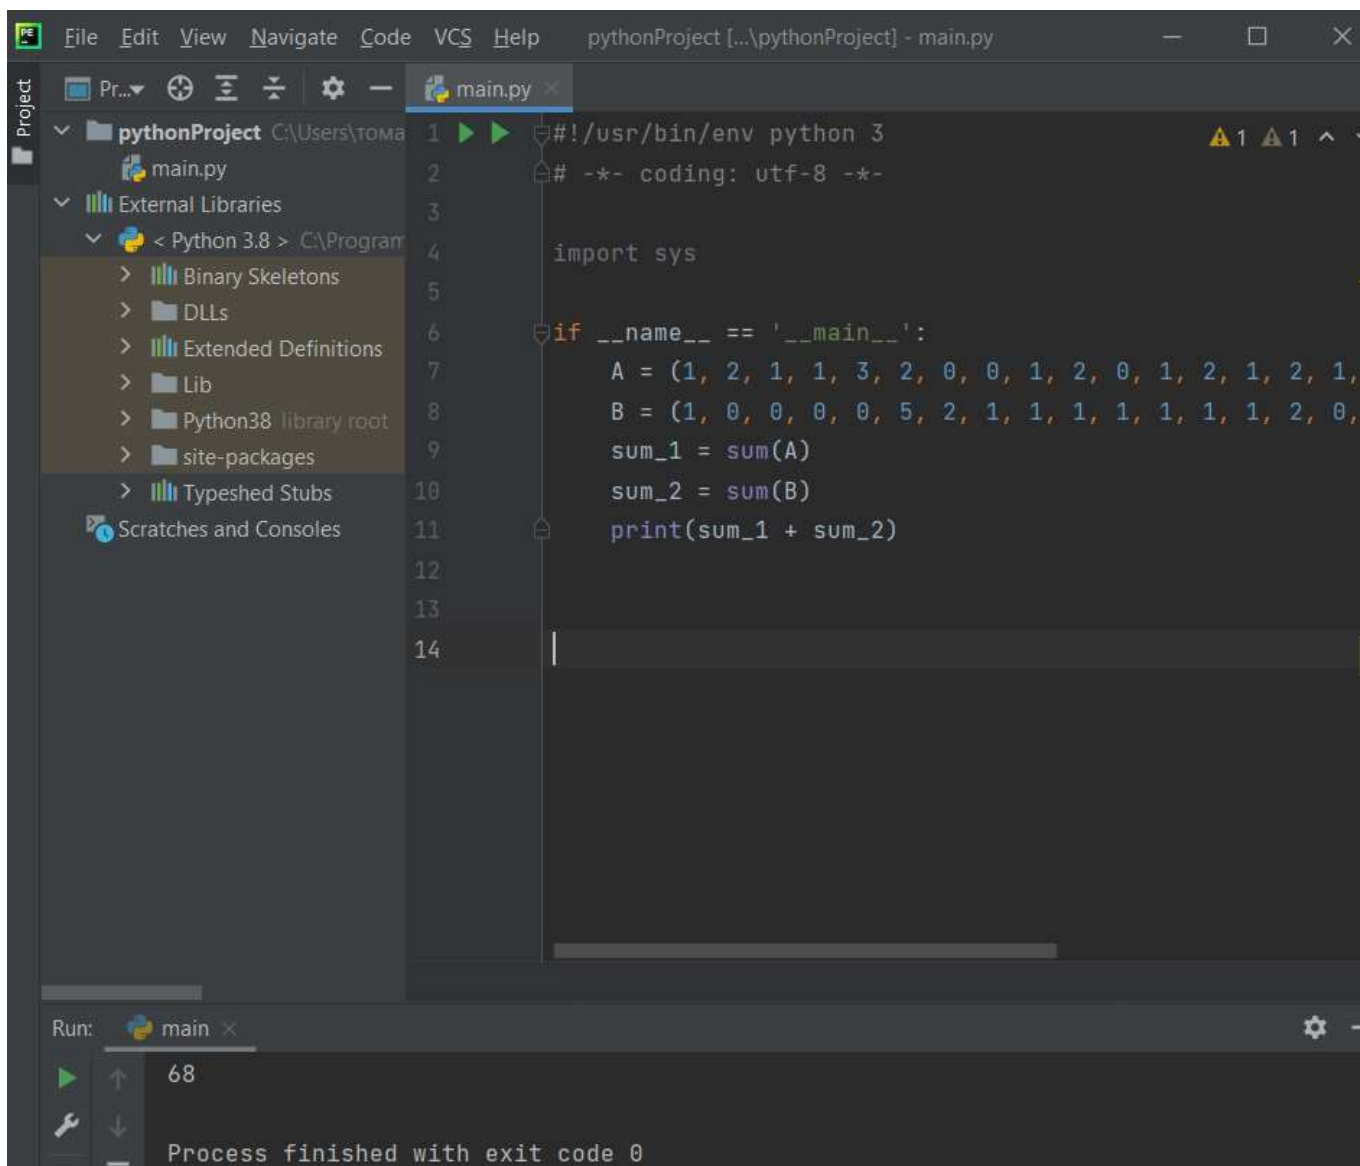 File Edit View Navigate Code VCS Help pythonProject [...\pythonProject] - main.py
Project
Pr... main.py
pythonProject C:\Users\тома
main.py
External Libraries
< Python 3.8 > C:\Program
Binary Skeletons
DLLs
Extended Definitions
Lib
Python38 library root
site-packages
Typeshed Stubs
Scratches and Consoles
1 #!/usr/bin/env python 3
1 1
2 # -*- coding: utf-8 -*-
3
4 import sys
5
6 if __name__ == '__main__':
7 A = (1, 2, 1, 1, 3, 2, 0, 0, 1, 2, 0, 1, 2, 1, 2, 1,
8 B = (1, 0, 0, 0, 0, 5, 2, 1, 1, 1, 1, 1, 1, 1, 2, 0,
9 sum_1 = sum(A)
10 sum_2 = sum(B)
11 print(sum_1 + sum_2)
12
13
14
Run: main
68
Process finished with exit code 0